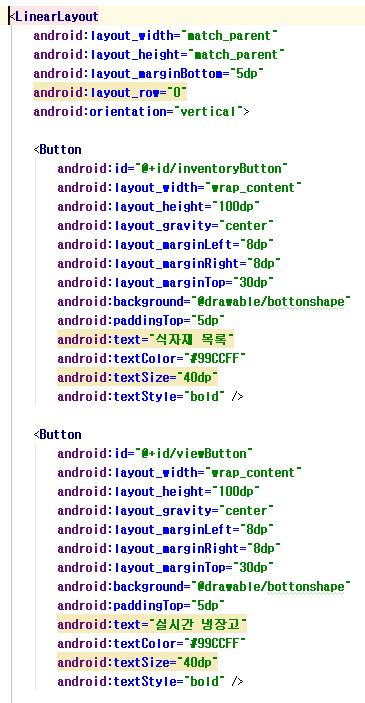 <LinearLayout
android:layout_width="match_parent"
android:layout_height="match_parent"
android:layout_marginBottom="5dp"
android:layout_row="0"
android:orientation="vertical">
<Button
android:id="@+id/inventoryButton"
android:layout_width="wrap_content"
android:layout_height="100dp"
android:layout_gravity="center"
android:layout_marginLeft="8dp"
android:layout_marginRight="8dp"
android:layout_marginTop="30dp"
android:background="@drawable/bottonshape"
android:paddingTop="5dp"
android:text="식자재 목록"
android:textColor="#99CCFF"
android:textSize="40dp"
android:textStyle="bold" />
<Button
android:id="@+id/viewButton"
android:layout_width="wrap_content"
android:layout_height="100dp"
android:layout_gravity="center"
android:layout_marginLeft="8dp"
android:layout_marginRight="8dp"
android:layout_marginTop="30dp"
android:background="@drawable/bottonshape"
android:paddingTop="5dp"
android:text="실시간 냉장고"
android:textColor="#99CCFF"
android:textSize="40dp"
android:textStyle="bold" />